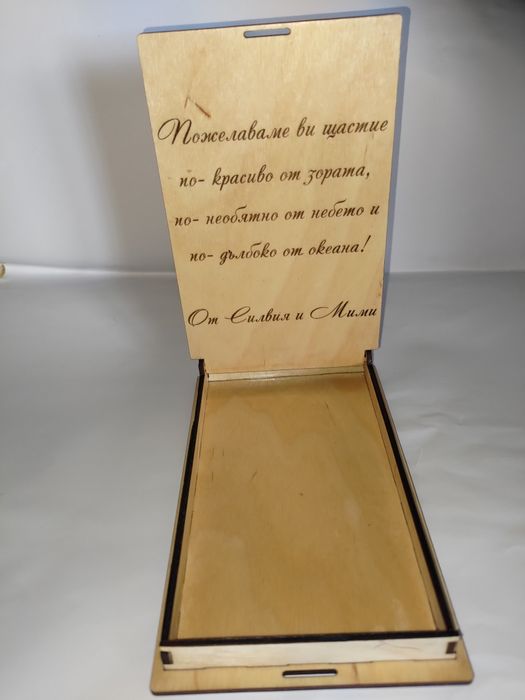 Пожелаваме ви щастие
по- красиво от зората,
по- необятно от небето и
по- дълбоко от океана!
От Силвия и Мими